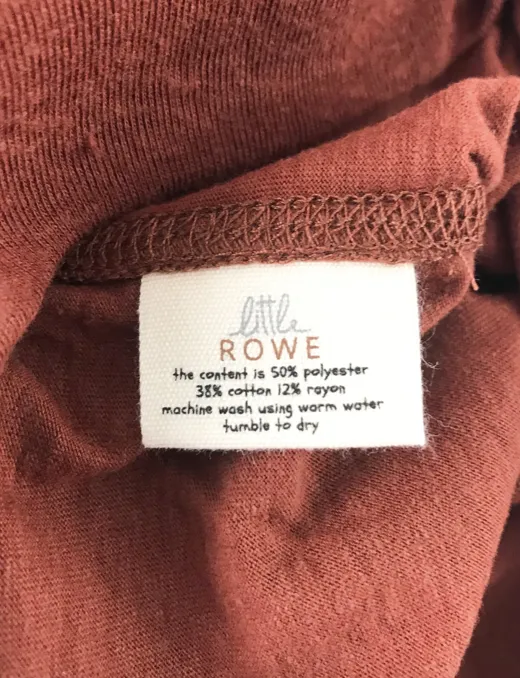 little
ROWE
the content is 50% polyester
38% cotton 12% rayon
machine wash using warm water
tumble to dry